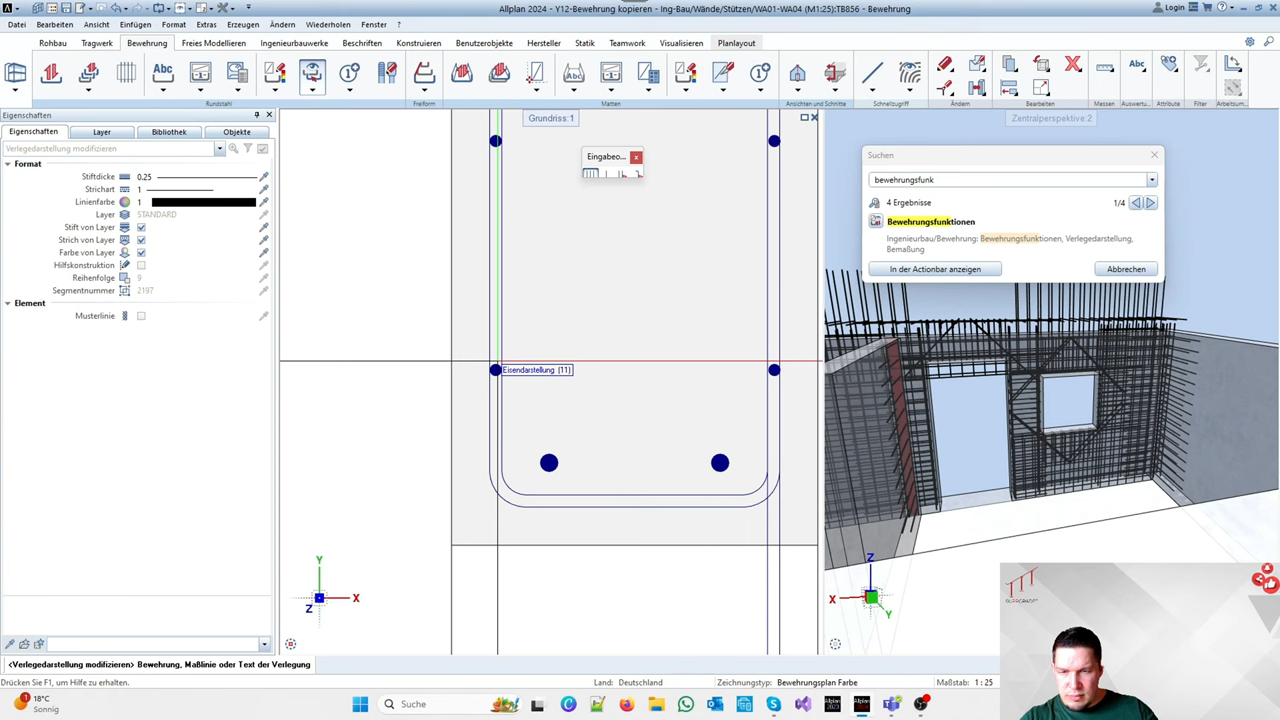 Allplan 2024 - Y12-Bewehrung kopieren - Ing-Bau/Wände/Stützen/WA01-WA04 (M1:25):TB856 - Bewehrung
Login
Datei Bearbeiten Ansicht Einfügen Format Extras Erzeugen Ändern Wiederholen Fenster ?
Rohbau Tragwerk Bewehrung Freies Modellieren Ingenieurbauwerke Beschriften Konstruieren Benutzerobjekte Hersteller Statik Teamwork Visualisieren Planlayout
Abc
Abc
Abc
Rundstahl Freiform Matten Ansichten und Schnitte Schnellzugriff Ändern Bearbeiten Messen Auswertu... Attribute Filter Arbeitsum...
Eigenschaften
Eigenschaften Layer Bibliothek Objekte
Verlegedarstellung modifizieren
Format
Stiftdicke 0.25
Strichart 1
Linienfarbe 1
Layer STANDARD
Stift von Layer
Strich von Layer
Farbe von Layer
Hilfskonstruktion
Reihenfolge 9
Segmentnummer 2197
Element
Musterlinie
Grundriss:1
Eingabeo...
Eisendarstellung (11)
Y
Z
X
Zentralperspektive:2
Suchen
bewehrungsfunk
4 Ergebnisse 1/4
Bewehrungsfunktionen
Ingenieurbau/Bewehrung: Bewehrungsfunktionen, Verlegedarstellung,
Bemaßung
In der Actionbar anzeigen Abbrechen
Z
X
Y
<Verlegedarstellung modifizieren> Bewehrung, Maßlinie oder Text der Verlegung
Drücken Sie F1, um Hilfe zu erhalten. Land: Deutschland Zeichnungstyp: Bewehrungsplan Farbe Maßstab: 1 : 25
18°C
Sonnig
Suche